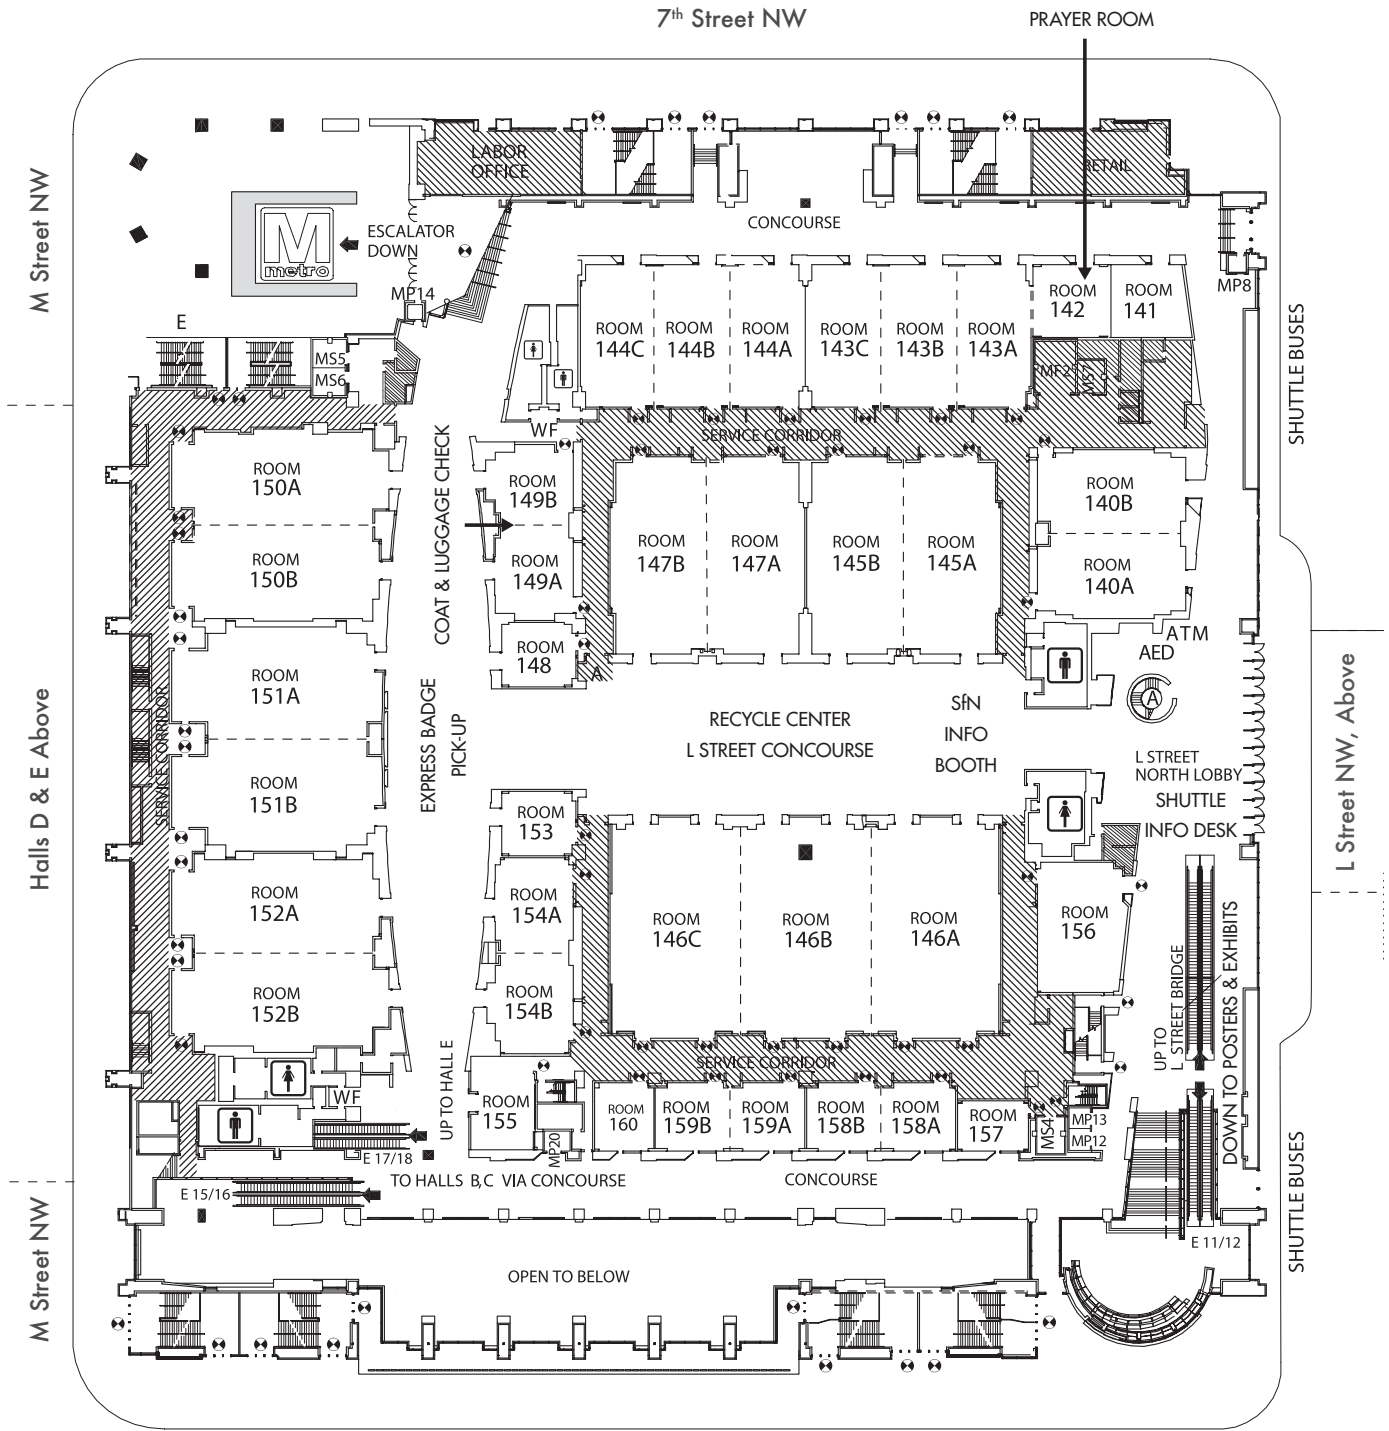 7th Street NW
PRAYER ROOM
M Street NW
LABOR
OFFICE
RETAIL
CONCOURSE
M
metro
ESCALATOR
DOWN
MP14
MP8
E
MS5
MS6
ROOM
144C
ROOM
144B
ROOM
144A
ROOM
143C
ROOM
143B
ROOM
143A
ROOM
142
ROOM
141
MS7
SHUTTLE BUSES
WF
SERVICE CORRIDOR
COAT & LUGGAGE CHECK
ROOM
150A
ROOM
150B
ROOM
149B
ROOM
149A
ROOM
147B
ROOM
147A
ROOM
145B
ROOM
145A
ROOM
140B
ROOM
140A
ROOM
148
A
ATM
AED
A
ROOM
151A
ROOM
151B
SERVICE CORRIDOR
Halls D & E Above
EXPRESS BADGE
PICK-UP
RECYCLE CENTER
L STREET CONCOURSE
SfN
INFO
BOOTH
L STREET
NORTH LOBBY
SHUTTLE
INFO DESK
L Street NW, Above
ROOM
153
ROOM
152A
ROOM
152B
ROOM
154A
ROOM
154B
ROOM
146C
ROOM
146B
ROOM
146A
ROOM
156
UP TO
L STREET BRIDGE
DOWN TO POSTERS & EXHIBITS
SERVICE CORRIDOR
WF
UP TO HALL E
ROOM
155
MP20
ROOM
160
ROOM
159B
ROOM
159A
ROOM
158B
ROOM
158A
ROOM
157
MS4
MP13
MP12
E 17/18
E 15/16
TO HALLS B,C VIA CONCOURSE
CONCOURSE
E 11/12
SHUTTLE BUSES
M Street NW
OPEN TO BELOW